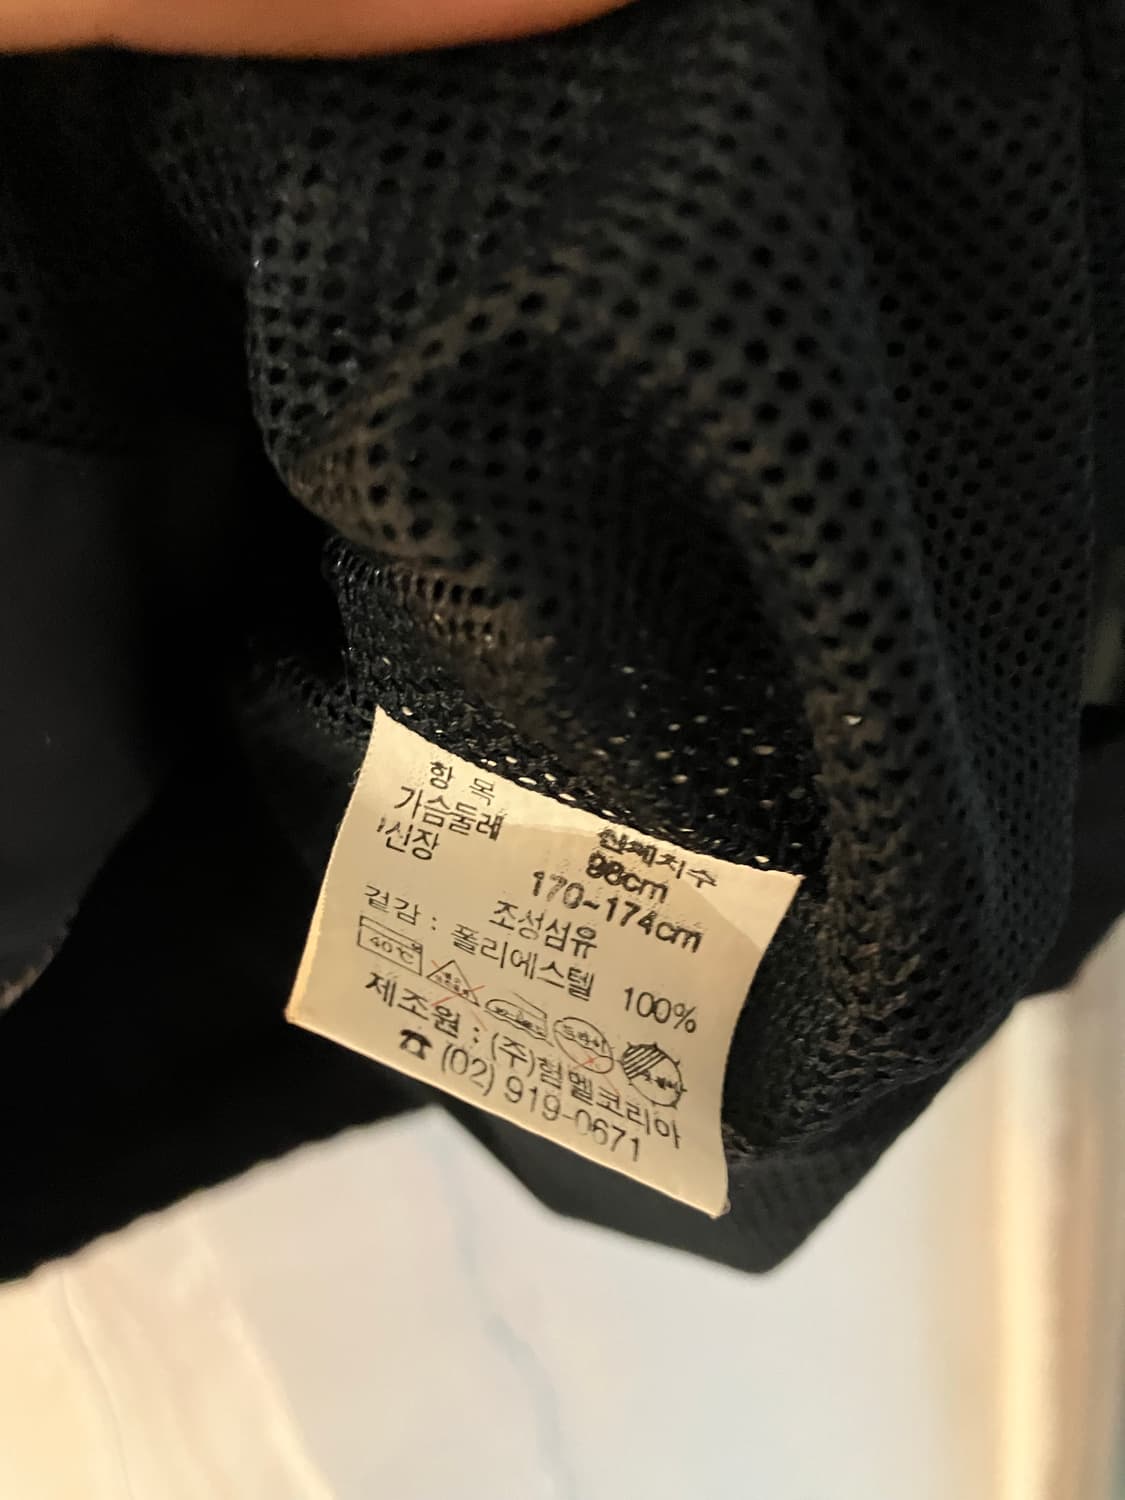 항 목 신체치수
가슴둘레 98cm
신장 170~174cm
조성섬유
겉감 : 폴리에스텔 100%
40℃
제조원 : (주)험멜코리아
☎ (02) 919-0671